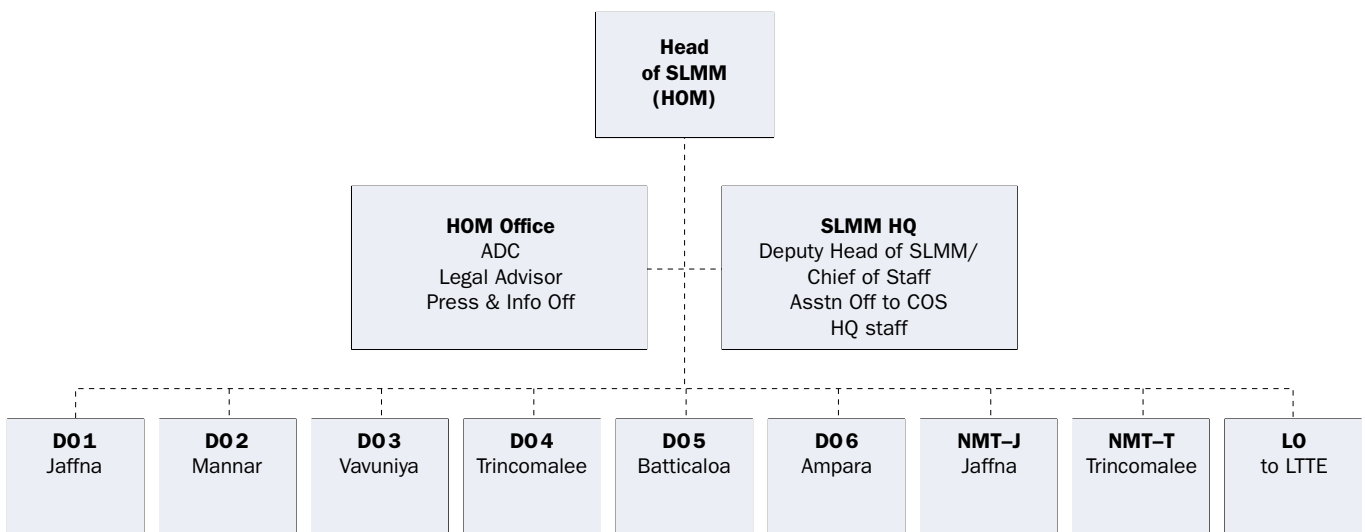 Head
of SLMM
(HOM)
HOM Office
ADC
Legal Advisor
Press & Info Off
SLMM HQ
Deputy Head of SLMM/
Chief of Staff
Asstn Off to COS
HQ staff
DO 1
Jaffna
DO 2
Mannar
DO 3
Vavuniya
DO 4
Trincomalee
DO 5
Batticaloa
DO 6
Ampara
NMT–J
Jaffna
NMT–T
Trincomalee
LO
to LTTE